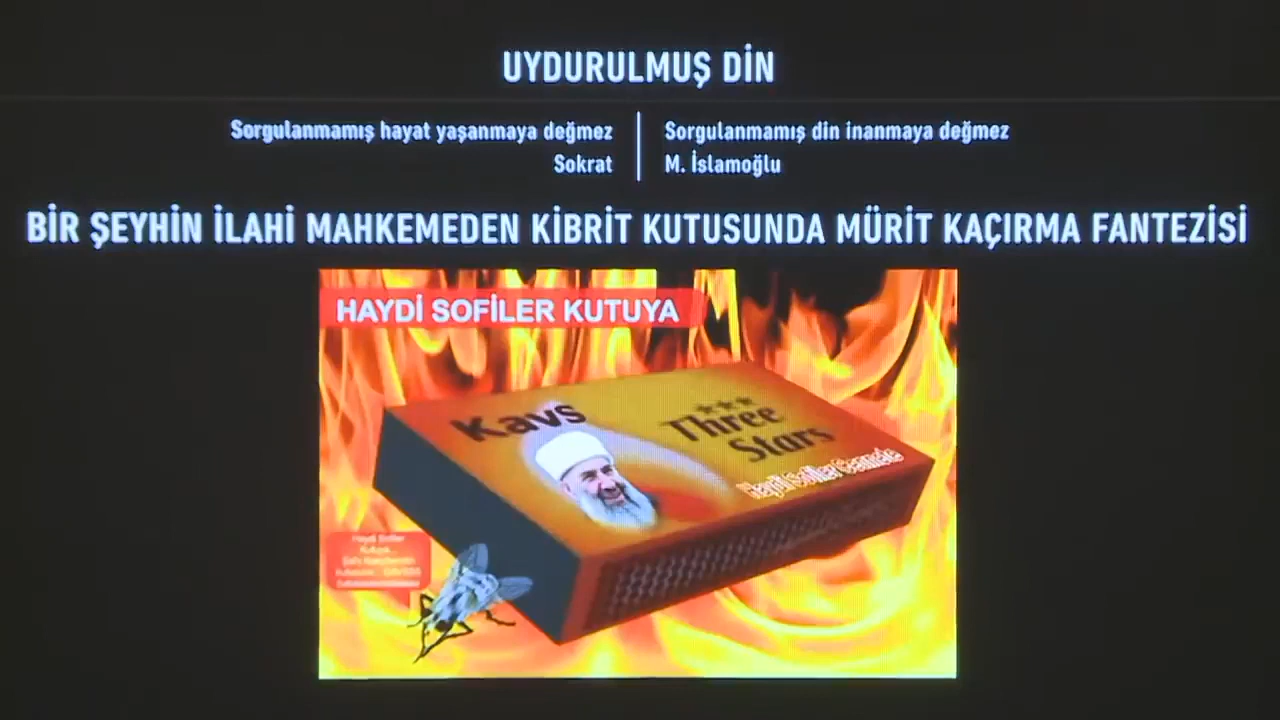 UYDURULMUŞ DİN
Sorgulanmamış hayat yaşanmaya değmez
Sokrat
Sorgulanmamış din inanmaya değmez
M. İslamoğlu
BİR ŞEYHİN İLAHİ MAHKEMEDEN KİBRİT KUTUSUNDA MÜRİT KAÇIRMA FANTEZİSİ
HAYDİ SOFİLER KUTUYA
Kavs
Three
Stars
Haydi Sofiler